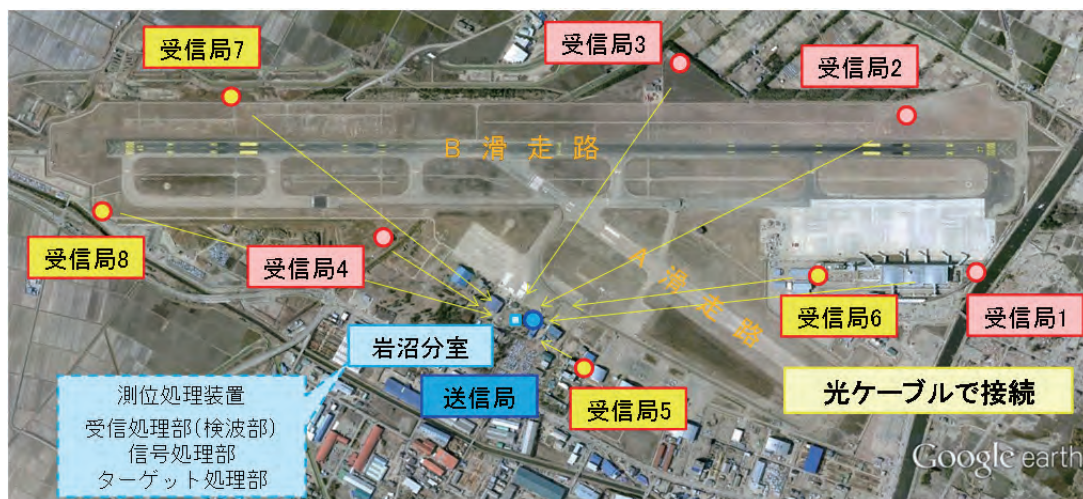 受信局7
受信局3
受信局2
B滑走路
受信局8
受信局4
A滑走路
受信局6
受信局1
岩沼分室
送信局
受信局5
光ケーブルで接続
測位処理装置
受信処理部(検波部)
信号処理部
ターゲット処理部
Google earth